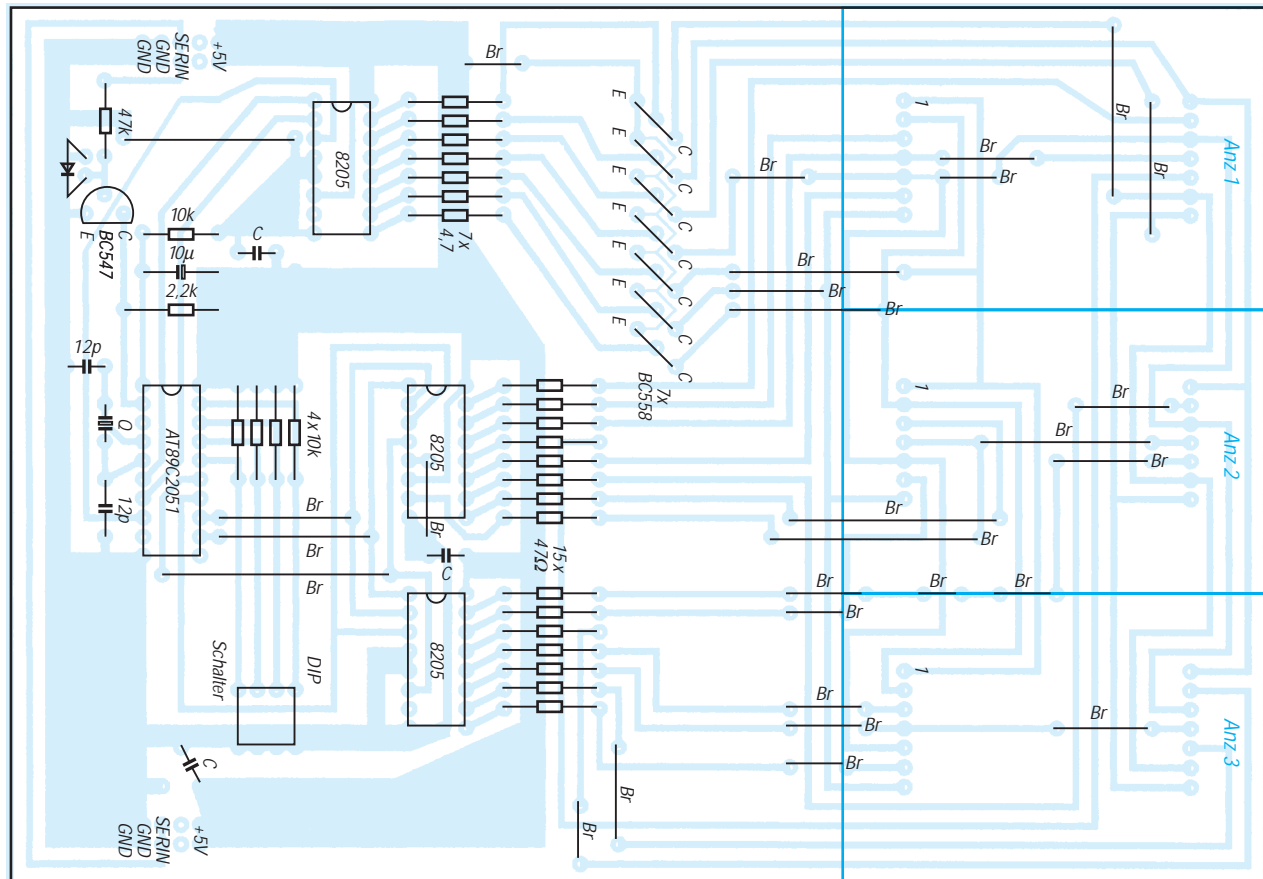 +5V
SERIN
GND
GND
Br
47k
8205
7x
4,7
E
C
BC547
10k
10µ
2,2k
C
E
E
E
E
E
E
E
C
C
C
C
C
C
C
7x
BC558
1
Br
Br
Br
Br
Br
Br
Br
Br
Anz 1
12p
Q
12p
AT89C2051
4x10k
8205
Br
Br
Br
Br
C
15x
47Ω
1
Br
Br
Br
Br
Br
Anz 2
Br
Br
Br
Br
8205
Schalter
DIP
1
Br
Br
Br
Br
Anz 3
C
Br
Br
+5V
SERIN
GND
GND